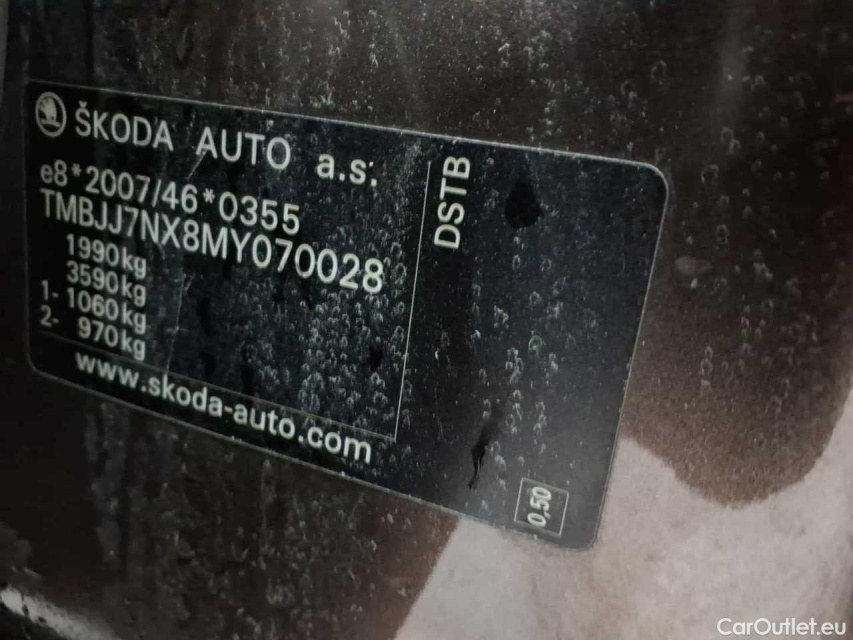 ŠKODA AUTO a.s.
e8*2007/46*0355
TMBJJ7NX8MY070028
1990kg
3590kg
1- 1060kg
2- 970kg
www.skoda-auto.com
DSTB
0,50
CarOutlet.eu